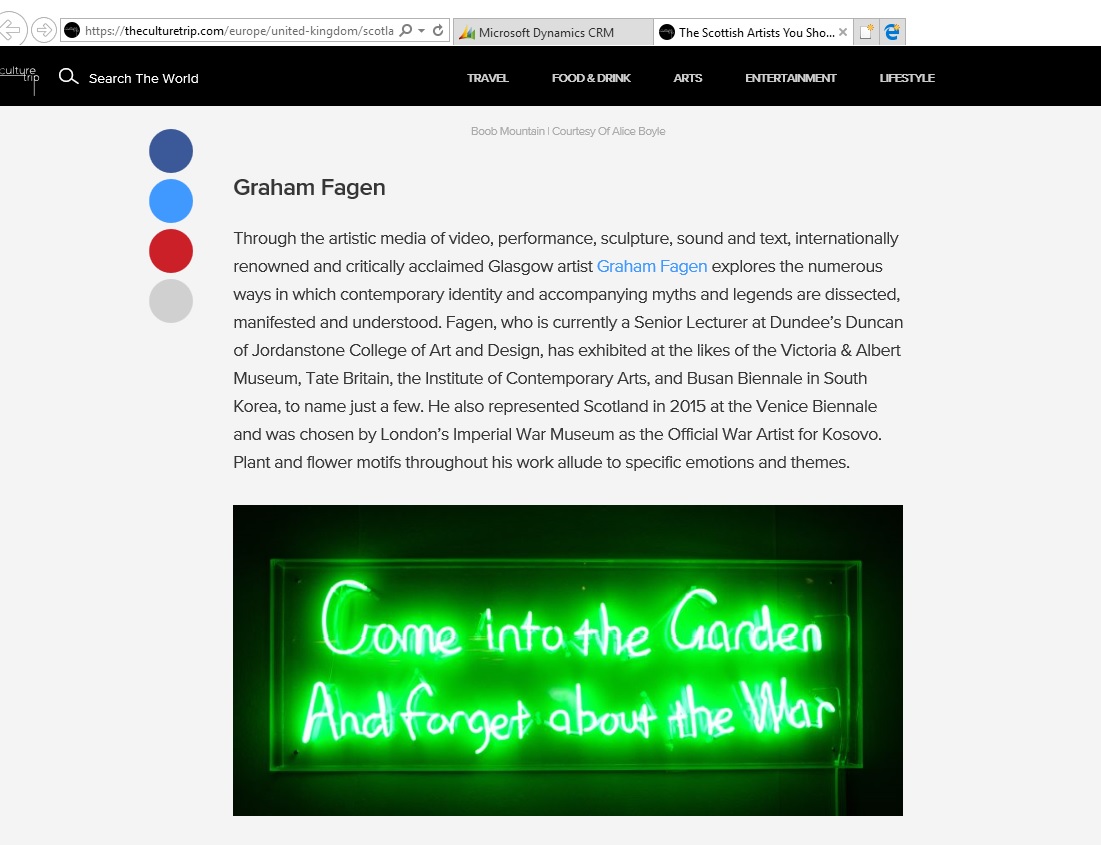 https://theculturetrip.com/europe/united-kingdom/scotla
Microsoft Dynamics CRM
The Scottish Artists You Sho...
culture trip
Search The World
TRAVEL
FOOD & DRINK
ARTS
ENTERTAINMENT
LIFESTYLE
Boob Mountain | Courtesy Of Alice Boyle
Graham Fagen
Through the artistic media of video, performance, sculpture, sound and text, internationally
renowned and critically acclaimed Glasgow artist Graham Fagen explores the numerous
ways in which contemporary identity and accompanying myths and legends are dissected,
manifested and understood. Fagen, who is currently a Senior Lecturer at Dundee’s Duncan
of Jordanstone College of Art and Design, has exhibited at the likes of the Victoria & Albert
Museum, Tate Britain, the Institute of Contemporary Arts, and Busan Biennale in South
Korea, to name just a few. He also represented Scotland in 2015 at the Venice Biennale
and was chosen by London’s Imperial War Museum as the Official War Artist for Kosovo.
Plant and flower motifs throughout his work allude to specific emotions and themes.
Come into the Garden
And forget about the War